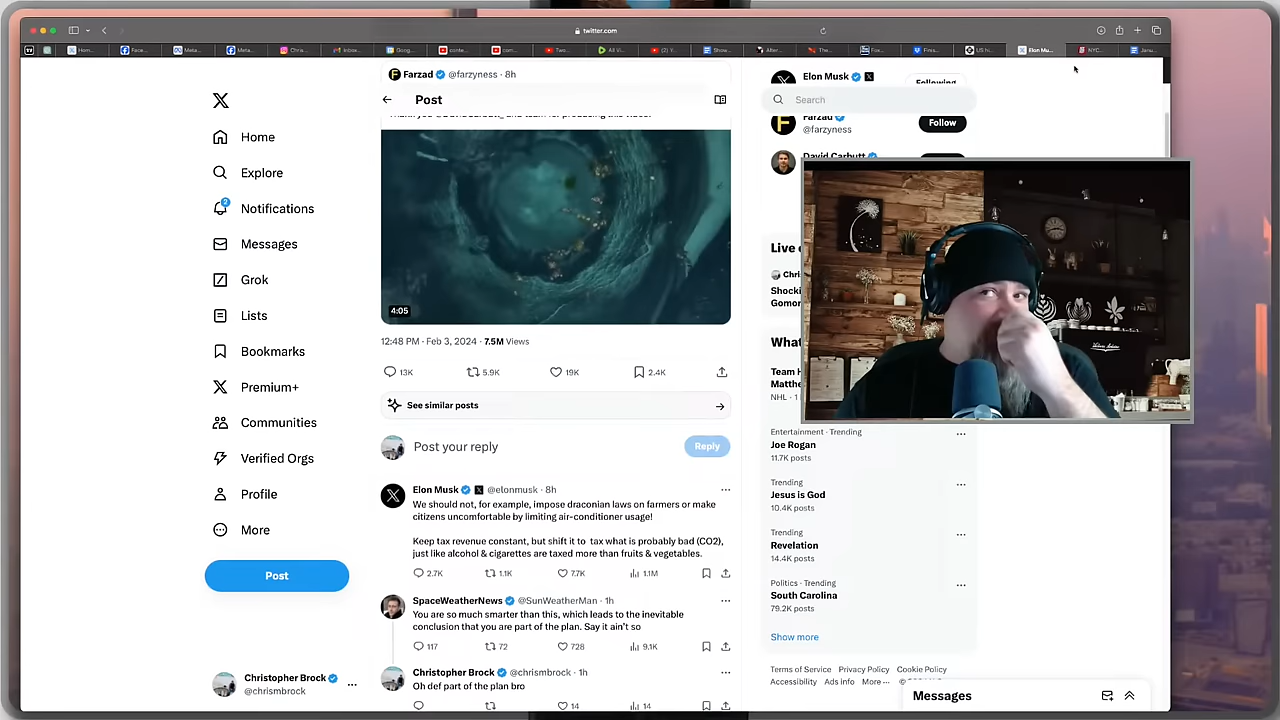 twitter.com
Farzad @farzyness · 8h
Post
4:05
12:48 PM · Feb 3, 2024 · 7.5M Views
13K 5.9K 19K 2.4K
See similar posts
Post your reply
Reply
Elon Musk @elonmusk · 8h
We should not, for example, impose draconian laws on farmers or make
citizens uncomfortable by limiting air-conditioner usage!
Keep tax revenue constant, but shift it to tax what is probably bad (CO2),
just like alcohol & cigarettes are taxed more than fruits & vegetables.
2.7K 1.1K 7.7K 1.1M
SpaceWeatherNews @SunWeatherMan · 1h
You are so much smarter than this, which leads to the inevitable
conclusion that you are part of the plan. Say it ain't so
117 72 728 9.1K
Christopher Brock @chrismbrock · 1h
Oh def part of the plan bro
14 14
Home
Explore
2
Notifications
Messages
Grok
Lists
Bookmarks
Premium+
Communities
Verified Orgs
Profile
More
Post
Christopher Brock
@chrismbrock
Elon Musk
Following
Search
Farzad
@farzyness
Follow
David Carbutt
Live
Chris
Shocki
Gomor
What
Team H
Matthe
NHL · 1
Entertainment · Trending
Joe Rogan
11.7K posts
Trending
Jesus is God
10.4K posts
Trending
Revelation
14.4K posts
Politics · Trending
South Carolina
79.2K posts
Show more
Terms of Service Privacy Policy Cookie Policy
Accessibility Ads info More ···
Messages